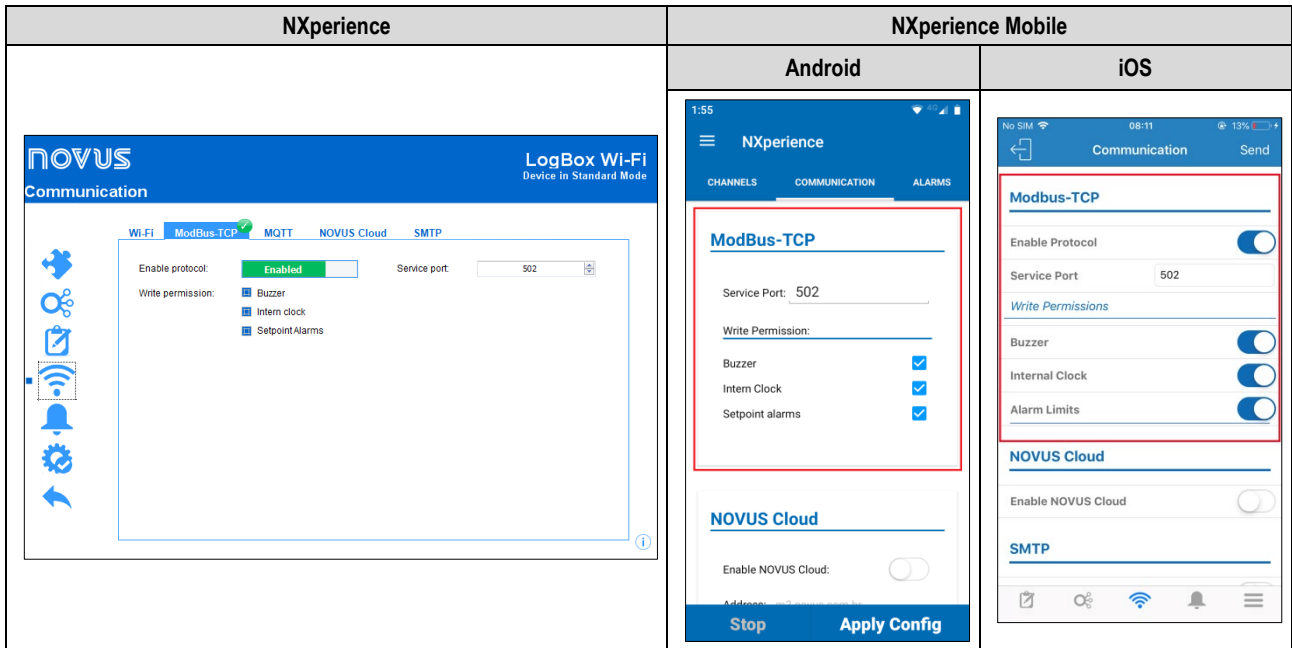 NXperience
NXperience Mobile
Android
iOS
novus
LogBox Wi-Fi
Device in Standard Mode
Communication
Wi-Fi ModBus-TCP MQTT NOVUS Cloud SMTP
Enable protocol: Enabled Service port: 502
Write permission: Buzzer
Intern clock
Setpoint Alarms
1:55 4G
NXperience
CHANNELS COMMUNICATION ALARMS
ModBus-TCP
Service Port: 502
Write Permission:
Buzzer
Intern Clock
Setpoint alarms
NOVUS Cloud
Enable NOVUS Cloud:
Stop Apply Config
No SIM 08:11 13%
Communication Send
Modbus-TCP
Enable Protocol
Service Port 502
Write Permissions
Buzzer
Internal Clock
Alarm Limits
NOVUS Cloud
Enable NOVUS Cloud
SMTP